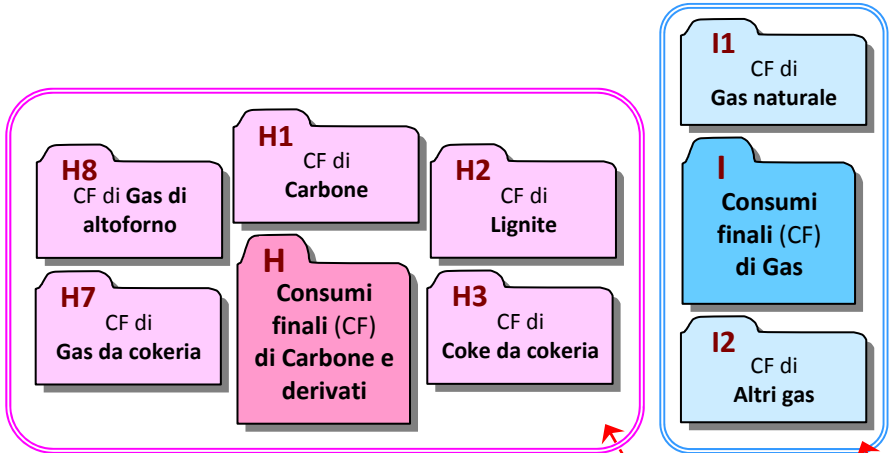 H1
CF di
Carbone
H8
CF di Gas di
altoforno
H2
CF di
Lignite
H
Consumi
finali (CF)
di Carbone e
derivati
H7
CF di
Gas da cokeria
H3
CF di
Coke da cokeria
I1
CF di
Gas naturale
I
Consumi
finali (CF)
di Gas
I2
CF di
Altri gas